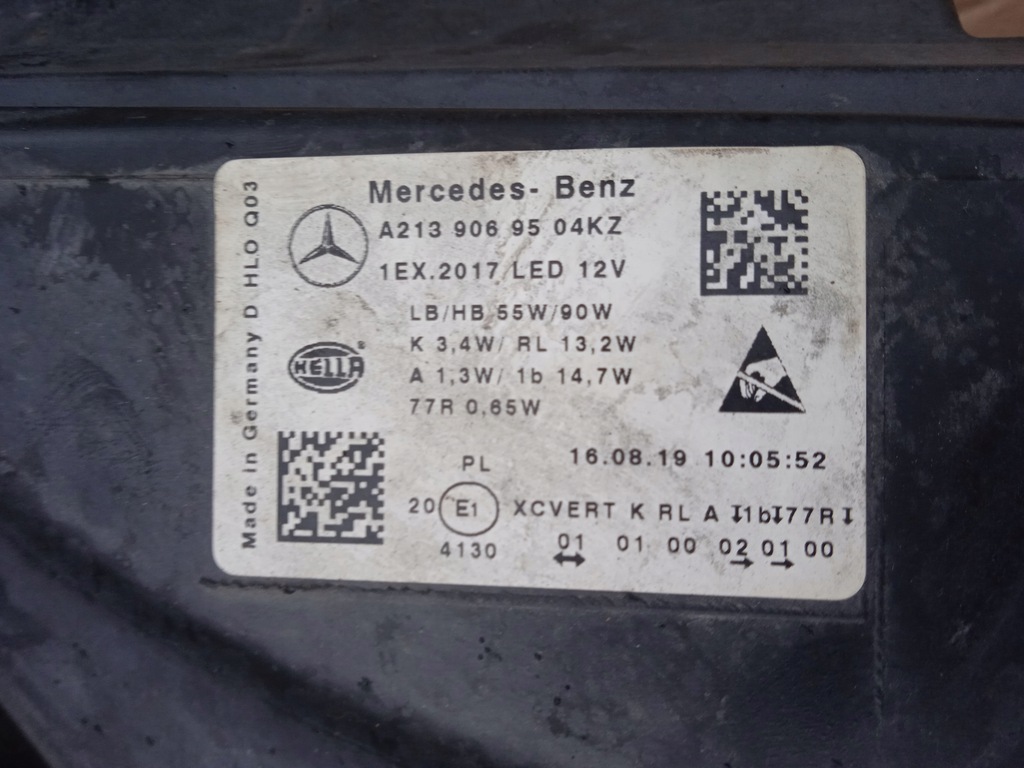 Mercedes- Benz
A213 906 95 04KZ
1EX.2017 LED 12V
LB/HB 55W/90W
K 3,4W/ RL 13,2W
A 1,3W/ 1b 14,7W
77R 0,65W
HELLA®
Made in Germany D HLO Q03
16.08.19 10:05:52
PL
20 E1 XCVERT K RL A ↧1b↧77R↧
4130 01 01 00 02 01 00